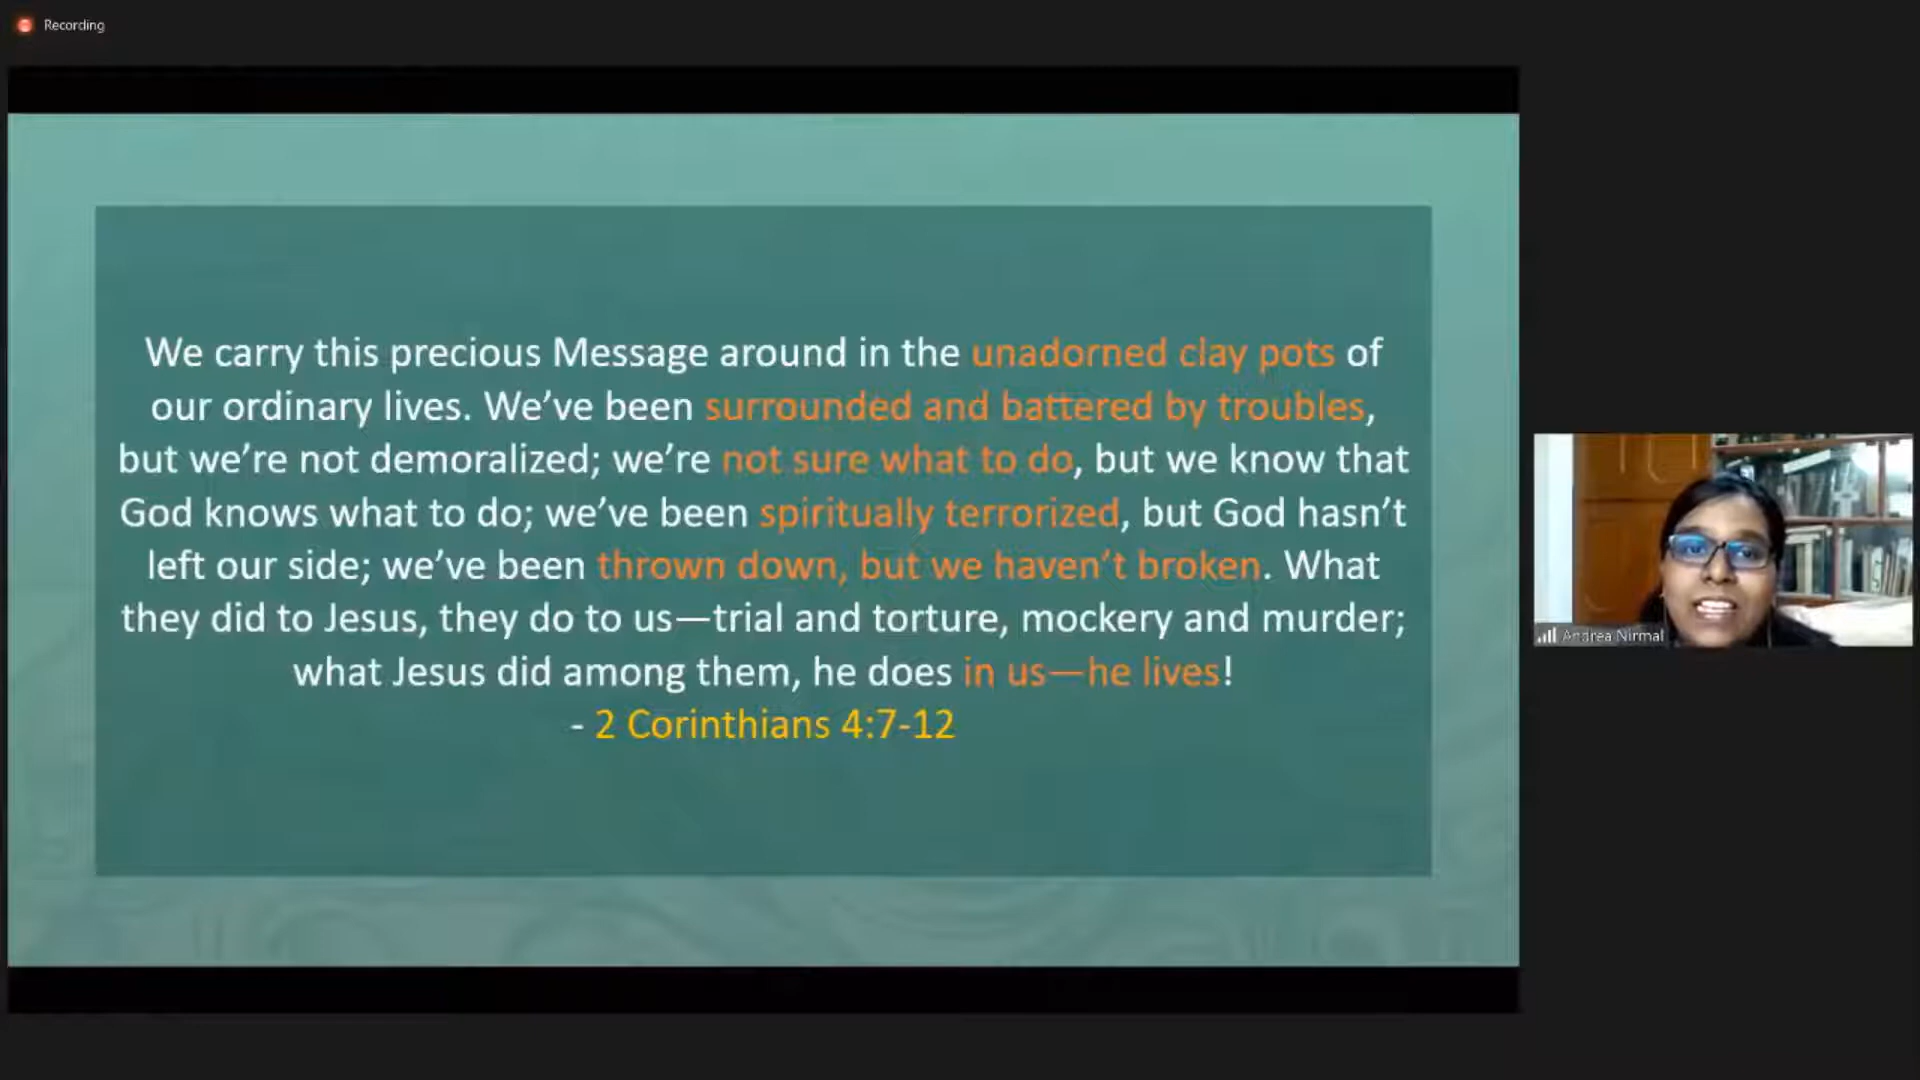 Recording
We carry this precious Message around in the unadorned clay pots of
our ordinary lives. We've been surrounded and battered by troubles,
but we're not demoralized; we're not sure what to do, but we know that
God knows what to do; we've been spiritually terrorized, but God hasn't
left our side; we've been thrown down, but we haven't broken. What
they did to Jesus, they do to us—trial and torture, mockery and murder;
what Jesus did among them, he does in us—he lives!
- 2 Corinthians 4:7-12
Andrea Nirmal